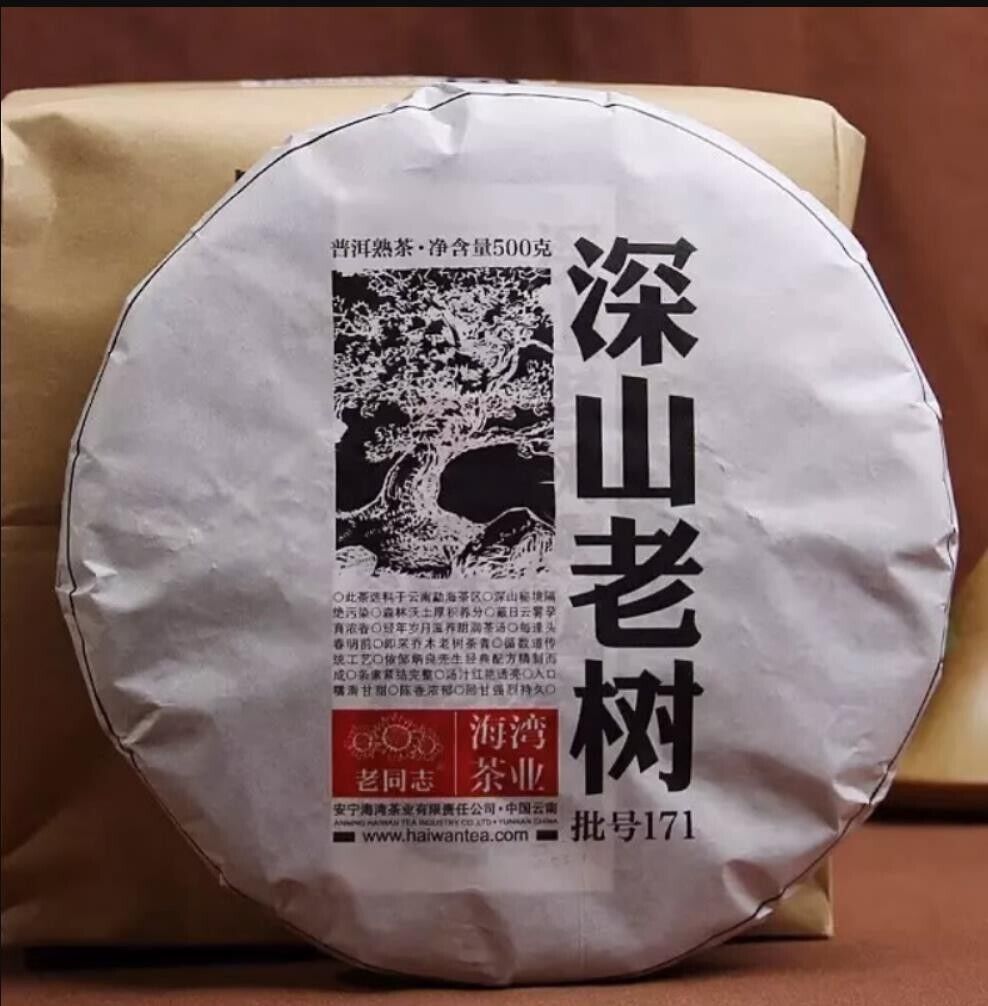 普洱熟茶·净含量500克
深山老树
○此茶选料于云南勐海茶区○深山秘境隔
绝污染○森林沃土厚积养分○蔽日云雾孕
育浓香○经年岁月滋养甜润茶汤○每逢头
春明前○即采乔木老树茶青○循数道传
统工艺○依邹炳良先生经典配方精制而
成○条索紧结完整○汤汁红艳透亮○入口
糯滑甘甜○陈香浓郁○回甘强烈持久○
老同志
海湾
茶业
安宁海湾茶业有限责任公司·中国云南
ANNING HAIWAN TEA INDUSTRY CO.,LTD·YUNNAN CHINA
www.haiwantea.com
批号171